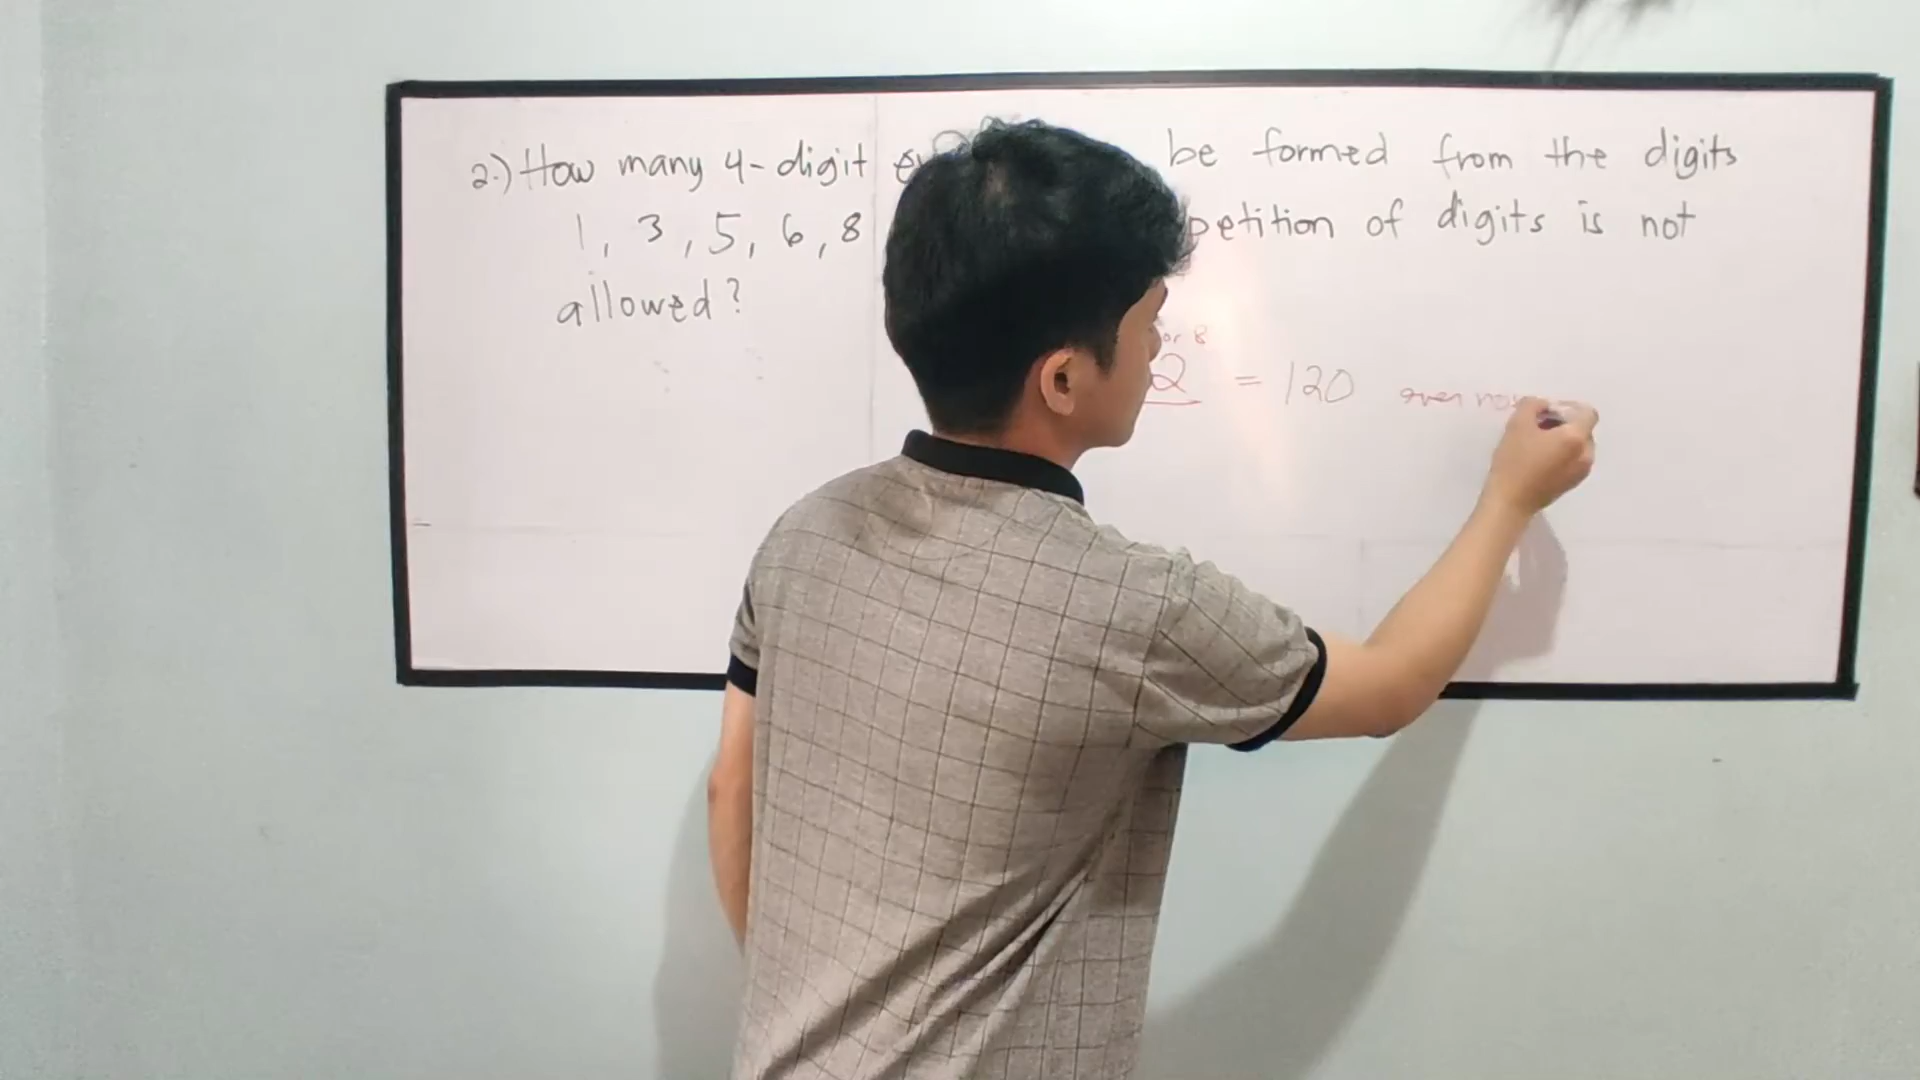 2.) How many 4-digit be formed from the digits
1, 3, 5, 6, 8 petition of digits is not
allowed?
or 8
2 = 120 even